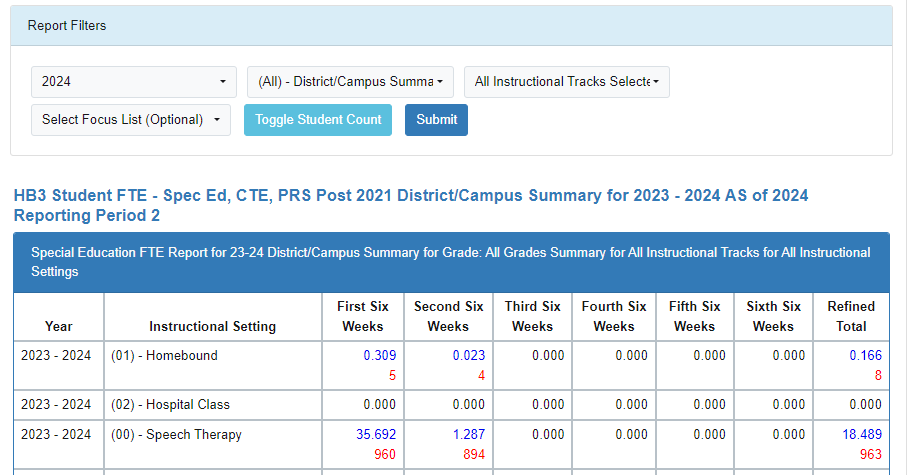 Report Filters
2024
(All) - District/Campus Summa
All Instructional Tracks Selecte
Select Focus List (Optional)
Toggle Student Count
Submit
HB3 Student FTE - Spec Ed, CTE, PRS Post 2021 District/Campus Summary for 2023 - 2024 AS of 2024
Reporting Period 2
Special Education FTE Report for 23-24 District/Campus Summary for Grade: All Grades Summary for All Instructional Tracks for All Instructional
Settings
Year Instructional Setting First Six Weeks Second Six Weeks Third Six Weeks Fourth Six Weeks Fifth Six Weeks Sixth Six Weeks Refined Total
2023 - 2024 (01) - Homebound 0.309 0.023 0.000 0.000 0.000 0.000 0.166
5 4 8
2023 - 2024 (02) - Hospital Class 0.000 0.000 0.000 0.000 0.000 0.000 0.000
2023 - 2024 (00) - Speech Therapy 35.692 1.287 0.000 0.000 0.000 0.000 18.489
960 894 963